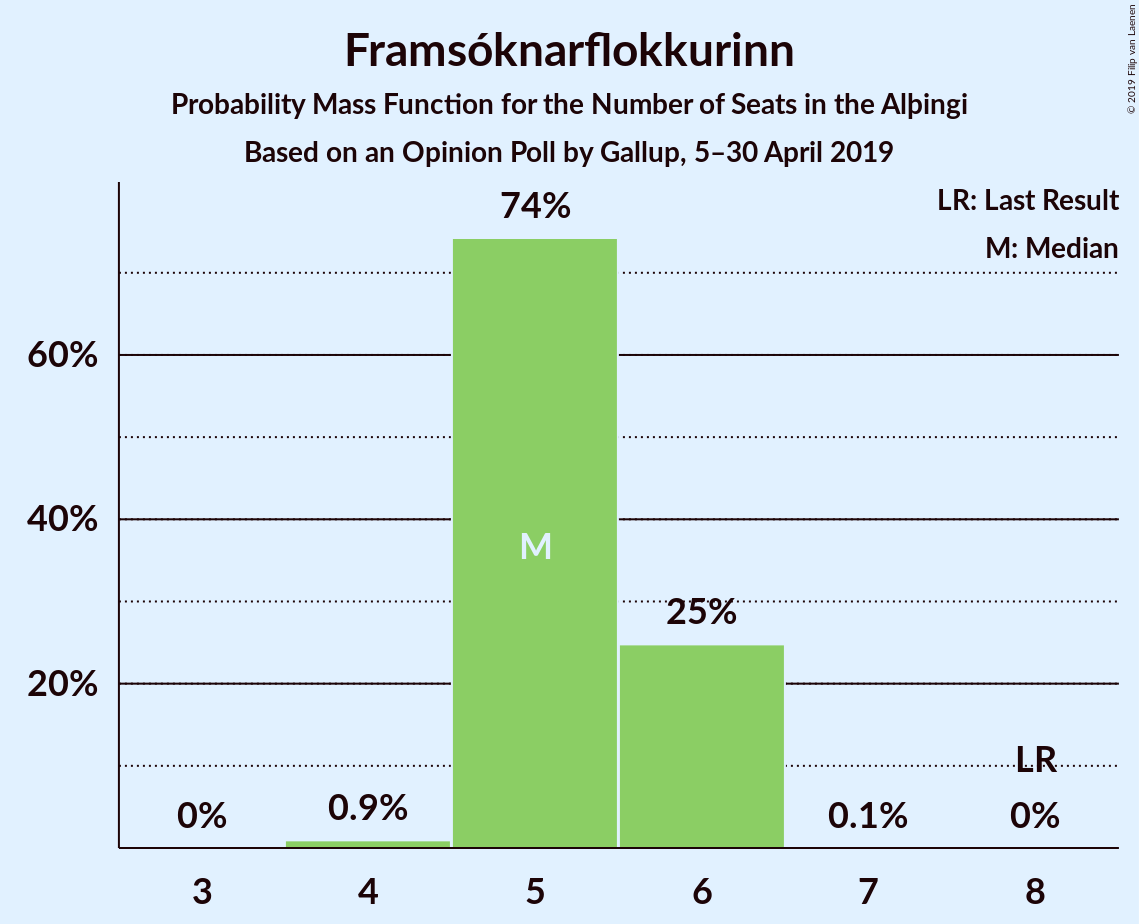 Framsóknarflokkurinn
Probability Mass Function for the Number of Seats in the Alþingi
Based on an Opinion Poll by Gallup, 5–30 April 2019
© 2019 Filip van Laenen
LR: Last Result
M: Median
74%
60%
40%
20%
M
25%
LR
0%
0.9%
0.1%
0%
3
4
5
6
7
8